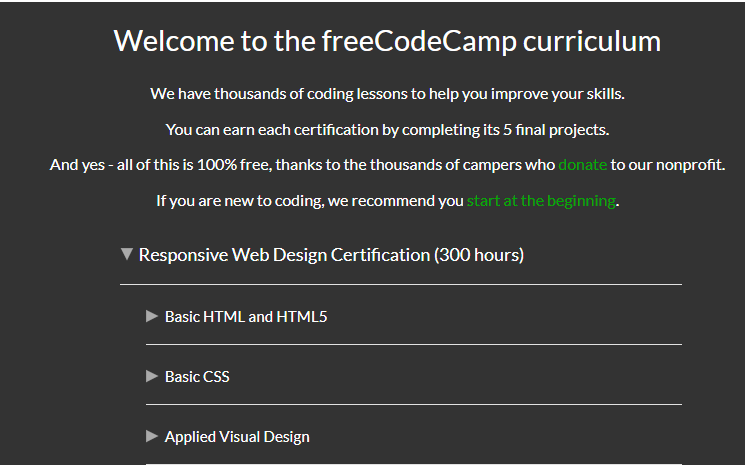 Welcome to the freeCodeCamp curriculum
We have thousands of coding lessons to help you improve your skills.
You can earn each certification by completing its 5 final projects.
And yes - all of this is 100% free, thanks to the thousands of campers who donate to our nonprofit.
If you are new to coding, we recommend you start at the beginning.
Responsive Web Design Certification (300 hours)
Basic HTML and HTML5
Basic CSS
Applied Visual Design